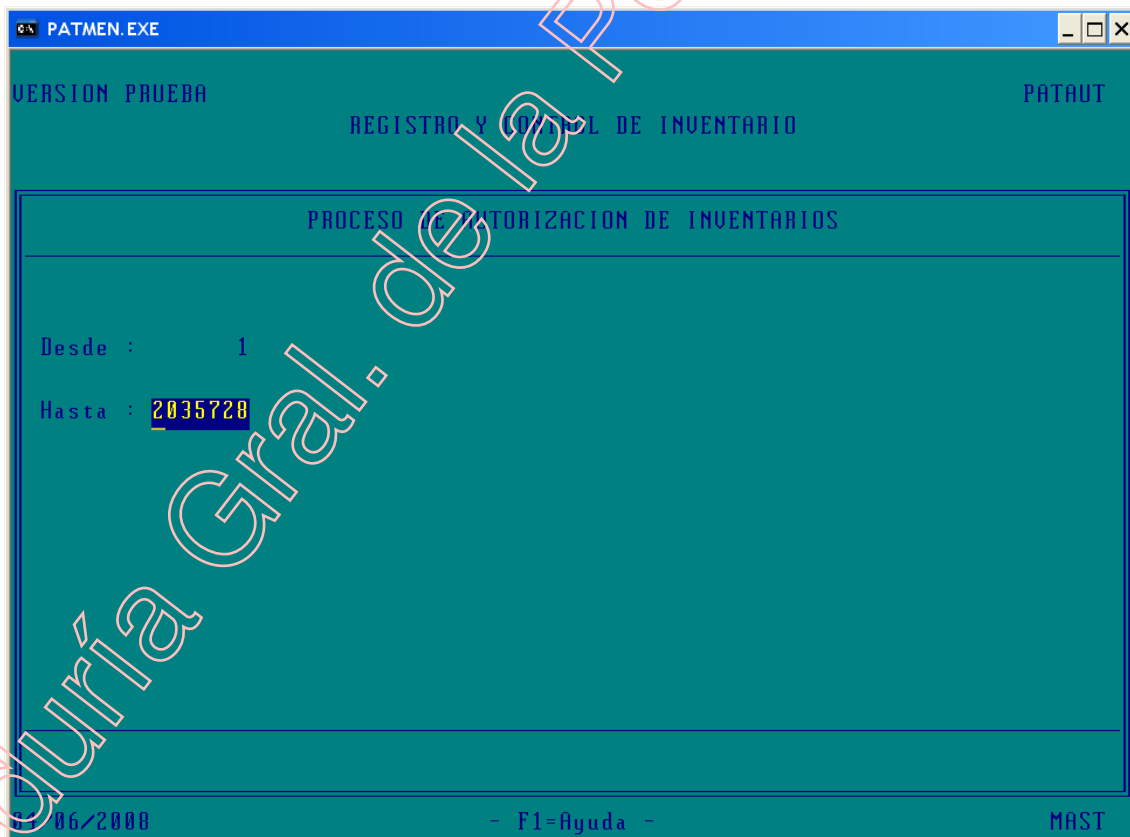 PATMEN.EXE
VERSION PRUEBA PATAUT
REGISTRO Y CONTROL DE INVENTARIO
PROCESO DE AUTORIZACION DE INVENTARIOS
Desde : 1
Hasta : 2035728
/06/2008 - F1=Ayuda - MAST
duría Gral. de la P